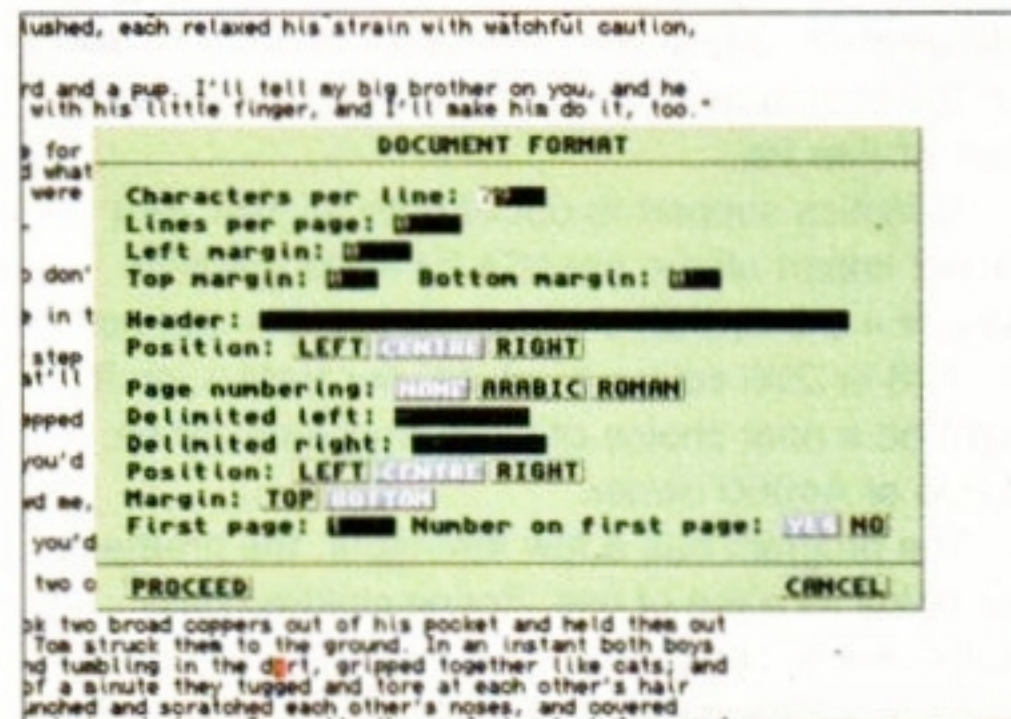 lushed, each relaxed his strain with watchful caution,
rd and a pup. I'll tell my big brother on you, and he
with his little finger, and I'll make him do it, too."
for
what
were
DOCUMENT FORMAT
Characters per line:
Lines per page:
Left margin:
Top margin: Bottom margin:
don'
in t
Header:
step
Position: LEFT CENTRE RIGHT
st'll
Page numbering: NONE ARABIC ROMAN
epped
Delimited left:
Delimited right:
you'd
Position: LEFT CENTRE RIGHT
ed me,
Margin: TOP BOTTOM
First page: Number on first page: YES NO
you'd
two o
PROCEED CANCEL
ok two broad coppers out of his pocket and held them out
Tom struck them to the ground. In an instant both boys
nd tumbling in the dirt, gripped together like cats; and
of a minute they tugged and tore at each other's hair
unched and scratched each other's noses, and covered